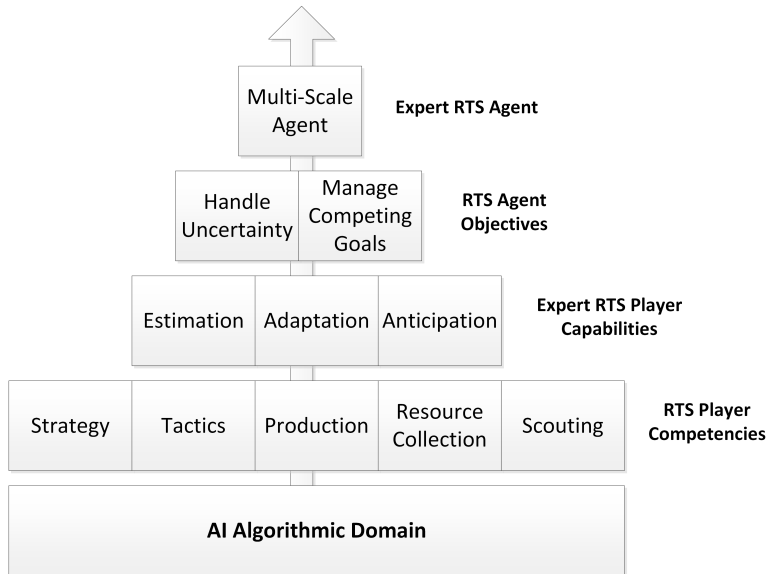 Multi-Scale
Agent
Expert RTS Agent
Handle
Uncertainty
Manage
Competing
Goals
RTS Agent
Objectives
Estimation
Adaptation
Anticipation
Expert RTS Player
Capabilities
Strategy
Tactics
Production
Resource
Collection
Scouting
RTS Player
Competencies
AI Algorithmic Domain